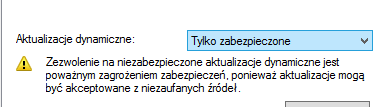 Aktualizacje dynamiczne: Tylko zabezpieczone
Zezwolenie na niezabezpieczone aktualizacje dynamiczne jest
poważnym zagrożeniem zabezpieczeń, ponieważ aktualizacje mogą
być akceptowane z niezaufanych źródeł.